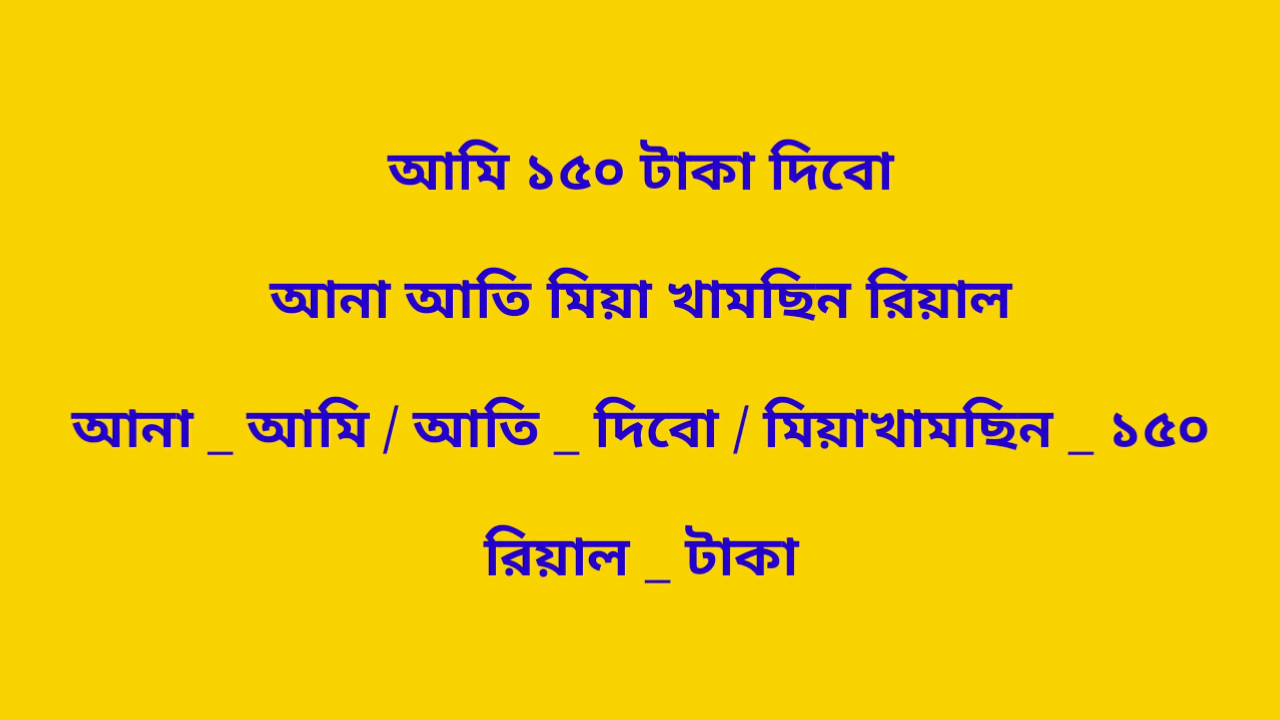 আমি ১৫০ টাকা দিবো
আনা আতি মিয়া খামছিন রিয়াল
আনা _ আমি / আতি _ দিবো / মিয়াখামছিন _ ১৫০
রিয়াল _ টাকা